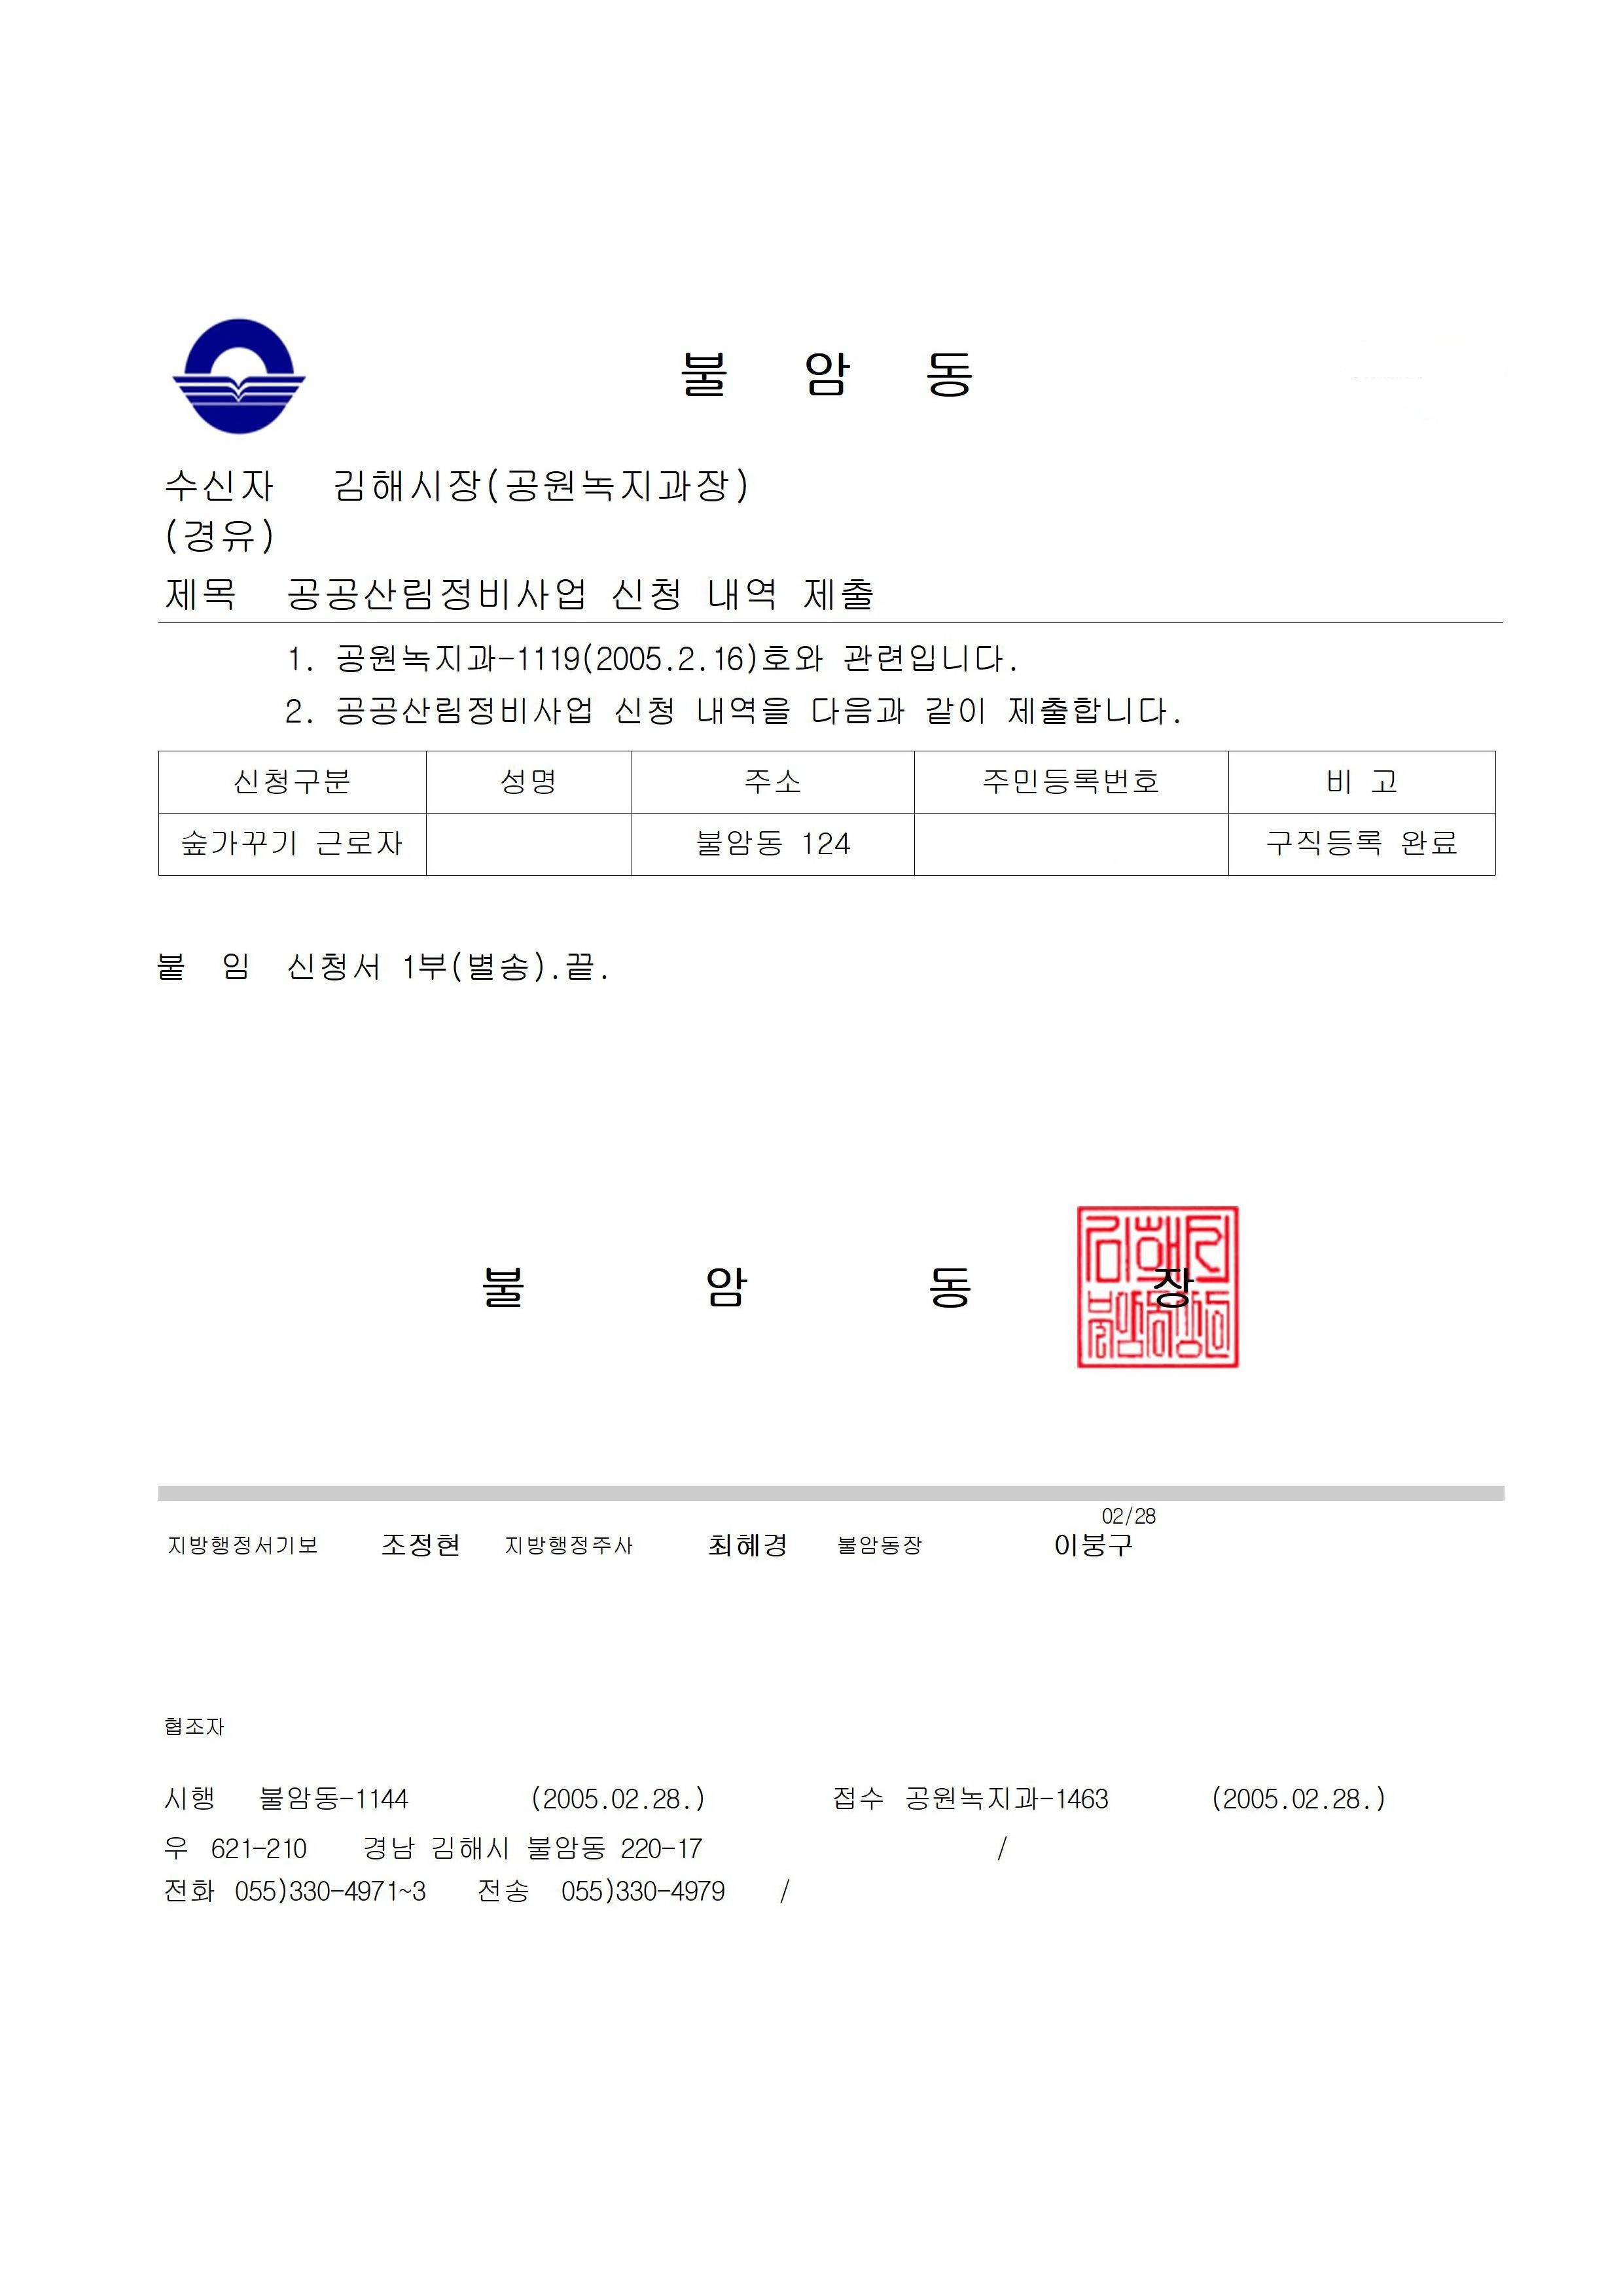 불 암 동
수신자 김해시장(공원녹지과장)
(경유)
제목 공공산림정비사업 신청 내역 제출
1. 공원녹지과-1119(2005.2.16)호와 관련입니다.
2. 공공산림정비사업 신청 내역을 다음과 같이 제출합니다.
신청구분 성명 주소 주민등록번호 비 고
숲가꾸기 근로자 불암동 124 구직등록 완료
붙 임 신청서 1부(별송).끝.
불 암 동 장
02/28
지방행정서기보 조정현 지방행정주사 최혜경 불암동장 이붕구
협조자
시행 불암동-1144 (2005.02.28.) 접수 공원녹지과-1463 (2005.02.28.)
우 621-210 경남 김해시 불암동 220-17 /
전화 055)330-4971~3 전송 055)330-4979 /